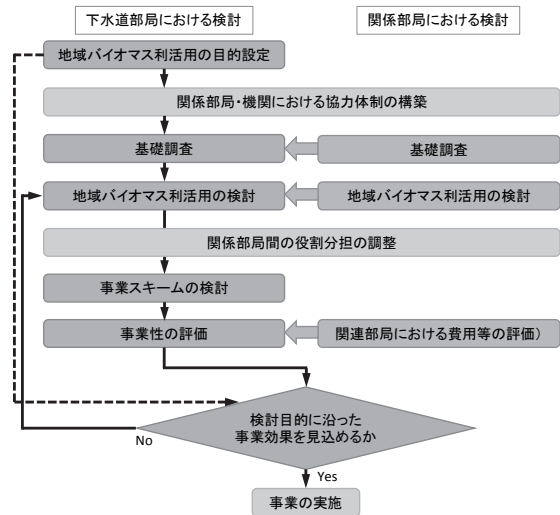 下水道部局における検討
関係部局における検討
地域バイオマス利活用の目的設定
関係部局・機関における協力体制の構築
基礎調査
基礎調査
地域バイオマス利活用の検討
地域バイオマス利活用の検討
関係部局間の役割分担の調整
事業スキームの検討
事業性の評価
関連部局における費用等の評価）
検討目的に沿った
事業効果を見込めるか
No
Yes
事業の実施